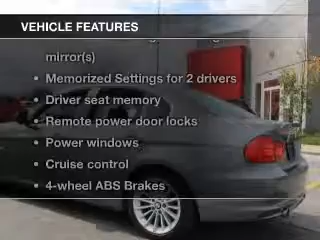 VEHICLE FEATURES
mirror(s)
• Memorized Settings for 2 drivers
• Driver seat memory
• Remote power door locks
• Power windows
• Cruise control
• 4-wheel ABS Brakes